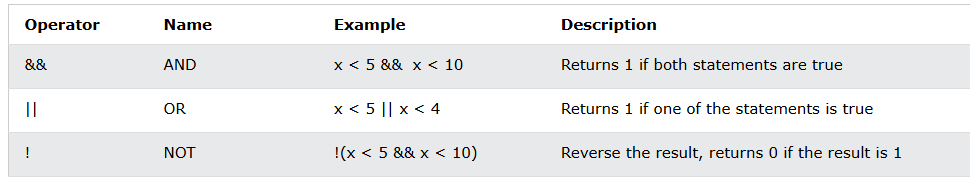 Operator Name Example Description
&& AND x < 5 &&  x < 10 Returns 1 if both statements are true
|| OR x < 5 || x < 4 Returns 1 if one of the statements is true
! NOT !(x < 5 && x < 10) Reverse the result, returns 0 if the result is 1